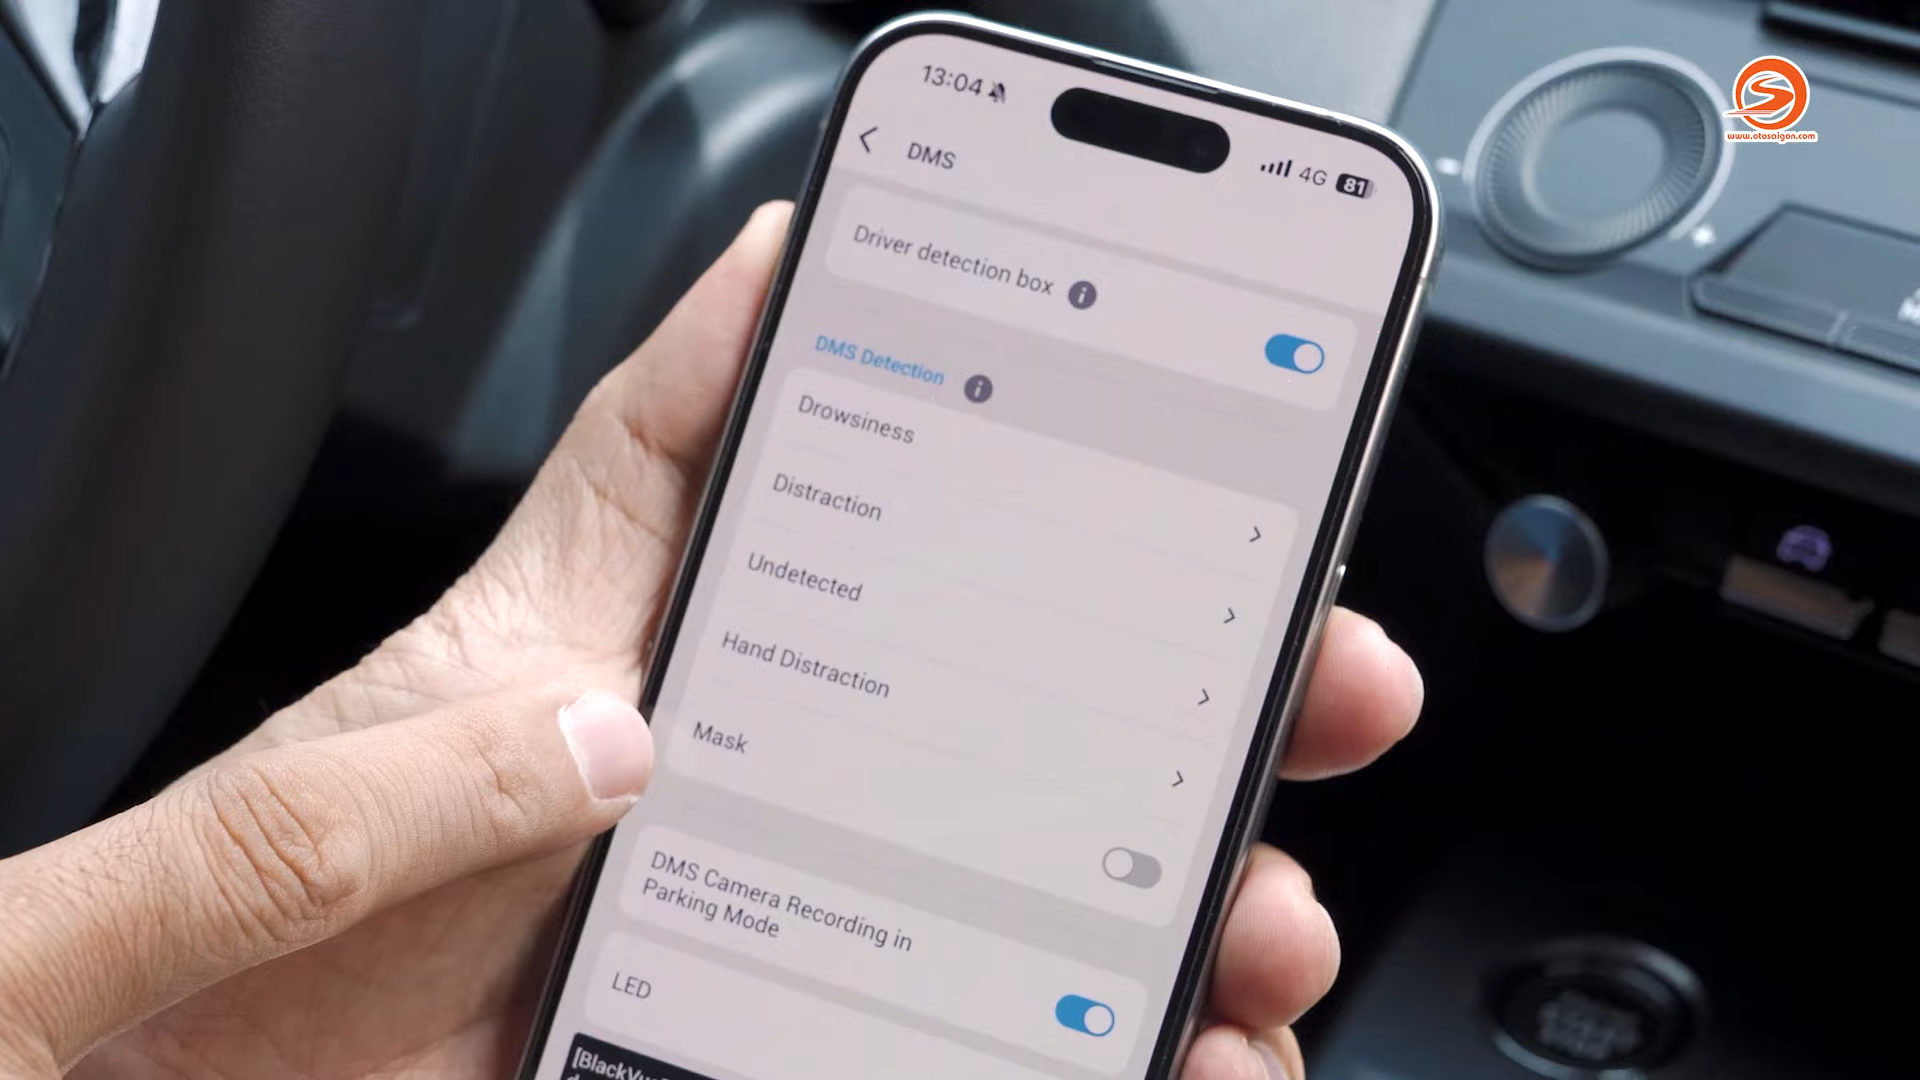 13:04
4G 81
DMS
Driver detection box
DMS Detection
Drowsiness
Distraction
Undetected
Hand Distraction
Mask
DMS Camera Recording in
Parking Mode
LED
www.otosaigon.com